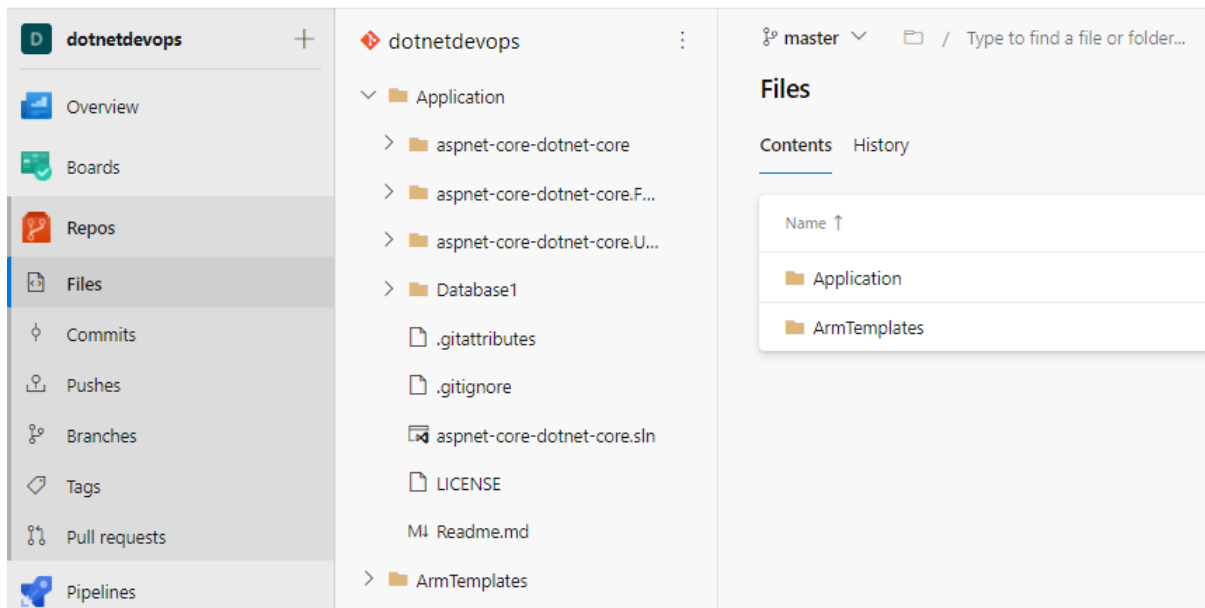 D dotnetdevops
Overview
Boards
Repos
Files
Commits
Pushes
Branches
Tags
Pull requests
Pipelines
dotnetdevops
Application
aspnet-core-dotnet-core
aspnet-core-dotnet-core.F...
aspnet-core-dotnet-core.U...
Database1
.gitattributes
.gitignore
aspnet-core-dotnet-core.sln
LICENSE
M↓ Readme.md
ArmTemplates
master / Type to find a file or folder...
Files
Contents History
Name ↑
Application
ArmTemplates